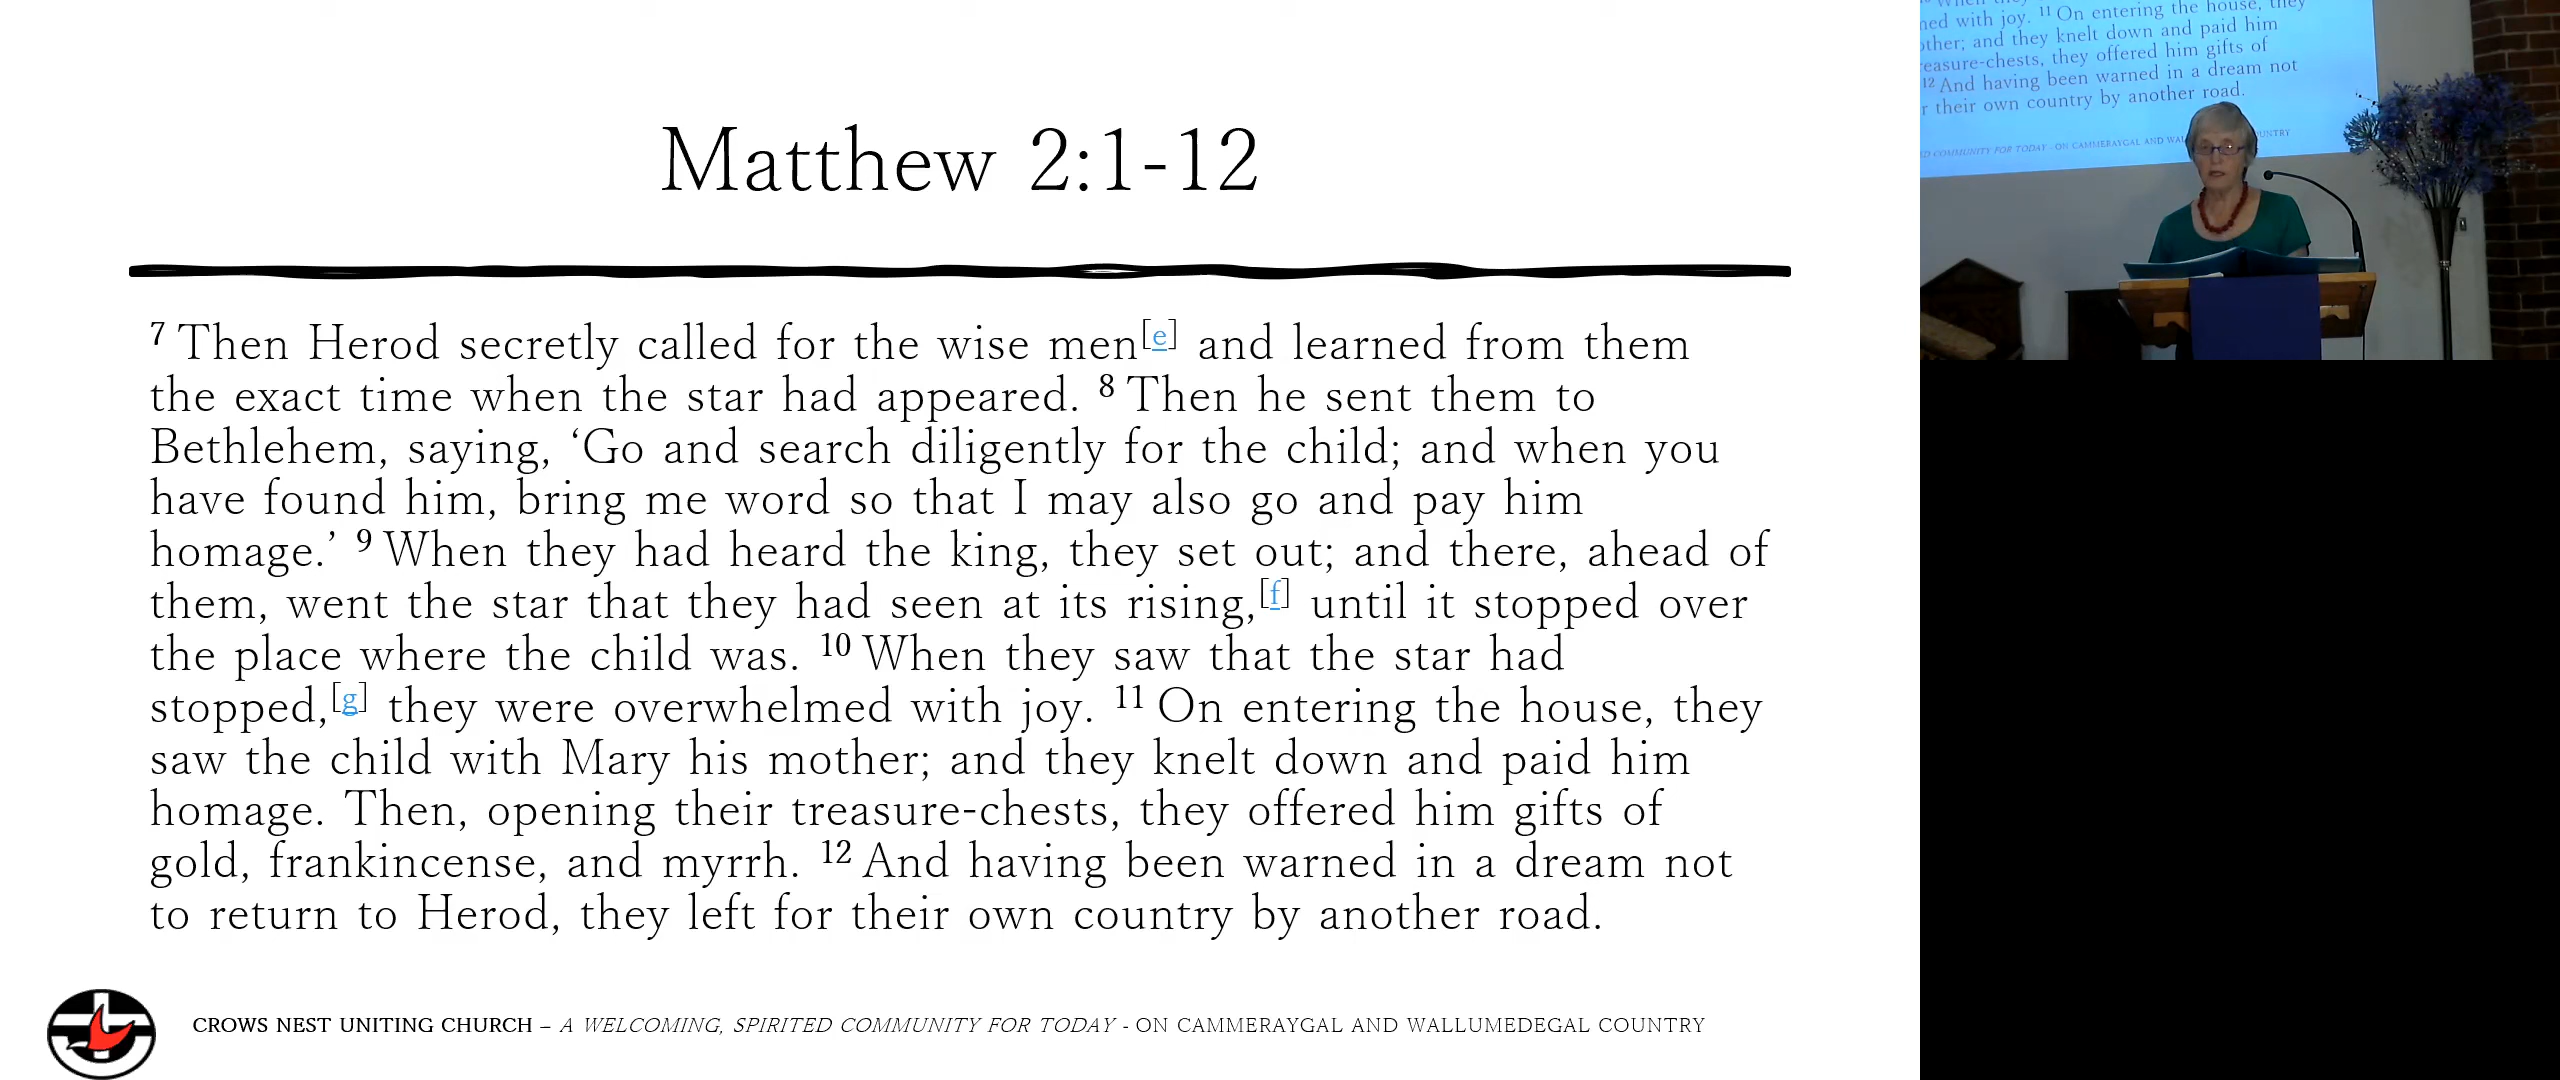 Matthew 2:1-12
7 Then Herod secretly called for the wise men[e] and learned from them
the exact time when the star had appeared. 8 Then he sent them to
Bethlehem, saying, ‘Go and search diligently for the child; and when you
have found him, bring me word so that I may also go and pay him
homage.’ 9 When they had heard the king, they set out; and there, ahead of
them, went the star that they had seen at its rising,[f] until it stopped over
the place where the child was. 10 When they saw that the star had
stopped,[g] they were overwhelmed with joy. 11 On entering the house, they
saw the child with Mary his mother; and they knelt down and paid him
homage. Then, opening their treasure-chests, they offered him gifts of
gold, frankincense, and myrrh. 12 And having been warned in a dream not
to return to Herod, they left for their own country by another road.
CROWS NEST UNITING CHURCH – A WELCOMING, SPIRITED COMMUNITY FOR TODAY - ON CAMMERAYGAL AND WALLUMEDEGAL COUNTRY
with joy. 11 On entering the house, they
and they knelt down and paid him
they offered him gifts of
12 And having been warned in a dream not
their own country by another road.
COMMUNITY FOR TODAY - ON CAMMERAYGAL AND